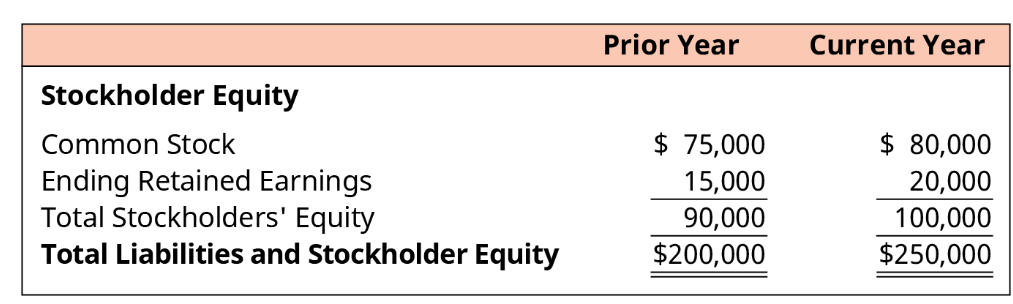 Prior Year Current Year
Stockholder Equity
Common Stock $ 75,000 $ 80,000
Ending Retained Earnings 15,000 20,000
Total Stockholders' Equity 90,000 100,000
Total Liabilities and Stockholder Equity $200,000 $250,000